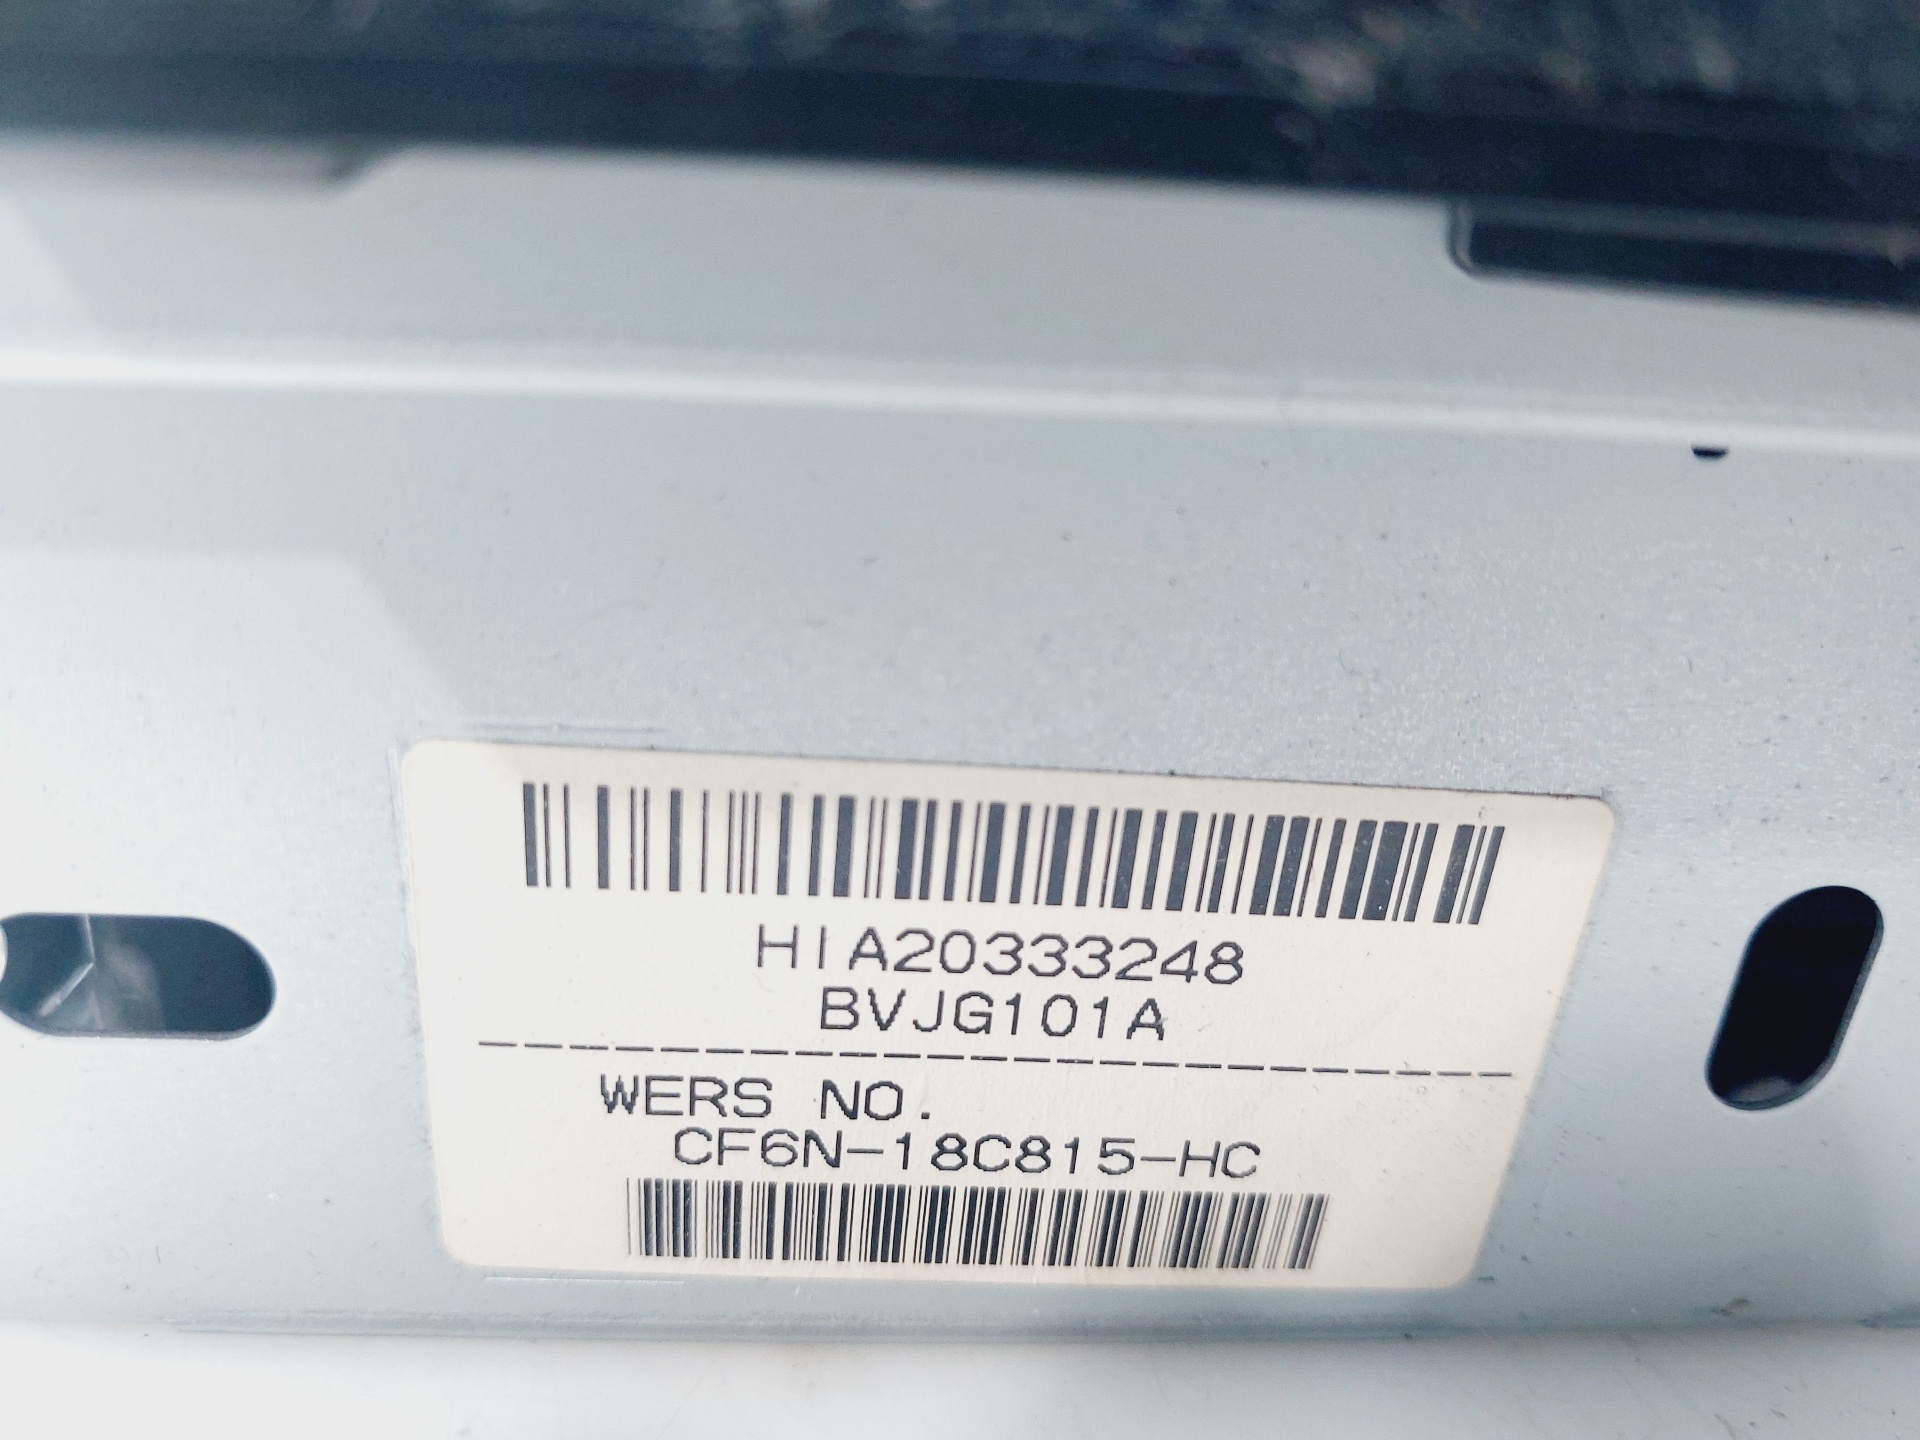 HIA20333248
BVJG101A
WERS NO.
CF6N-18C815-HC